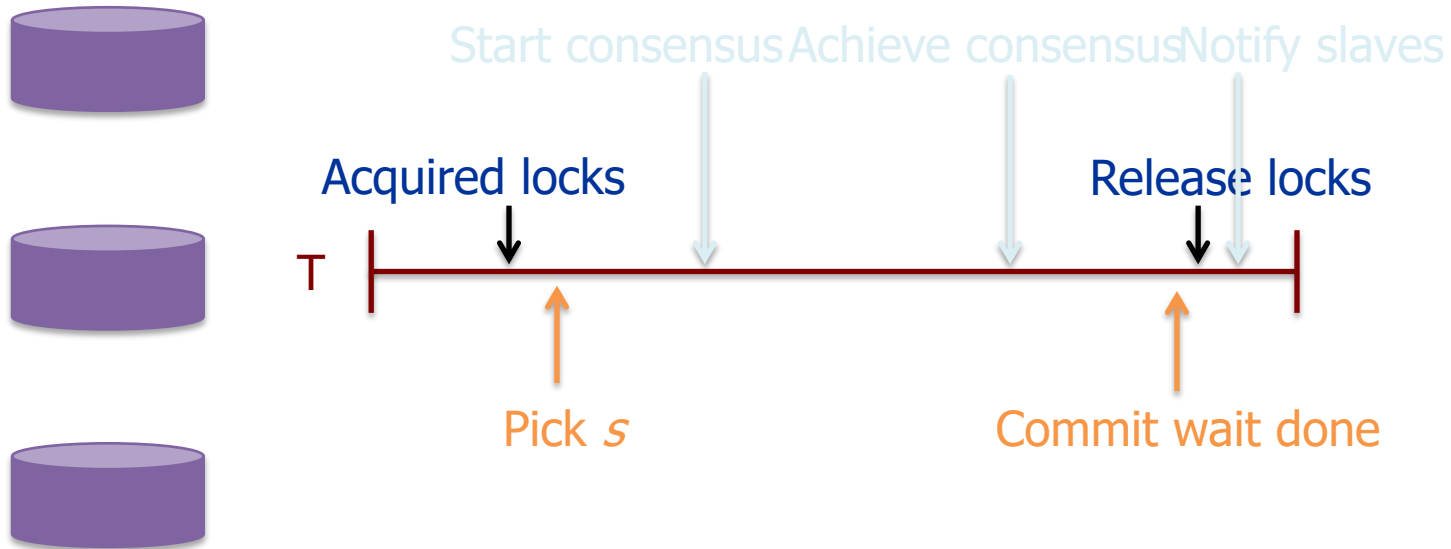 Start consensus Achieve consensus Notify slaves
Acquired locks Release locks
T
Pick s Commit wait done